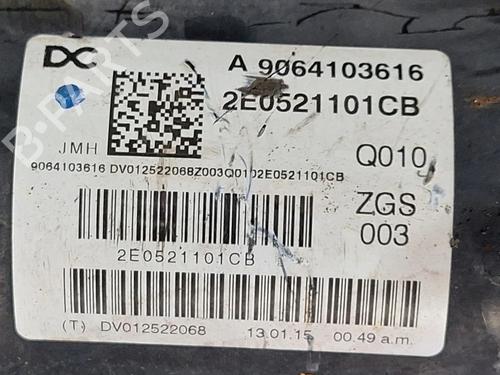 DC A 9064103616
2E0521101CB
JMH
Q010
9064103616 DV012522068Z003Q0102E0521101CB
ZGS
003
2E0521101CB
(T) DV012522068 13.01.15 00.49 a.m.
B-PARTS